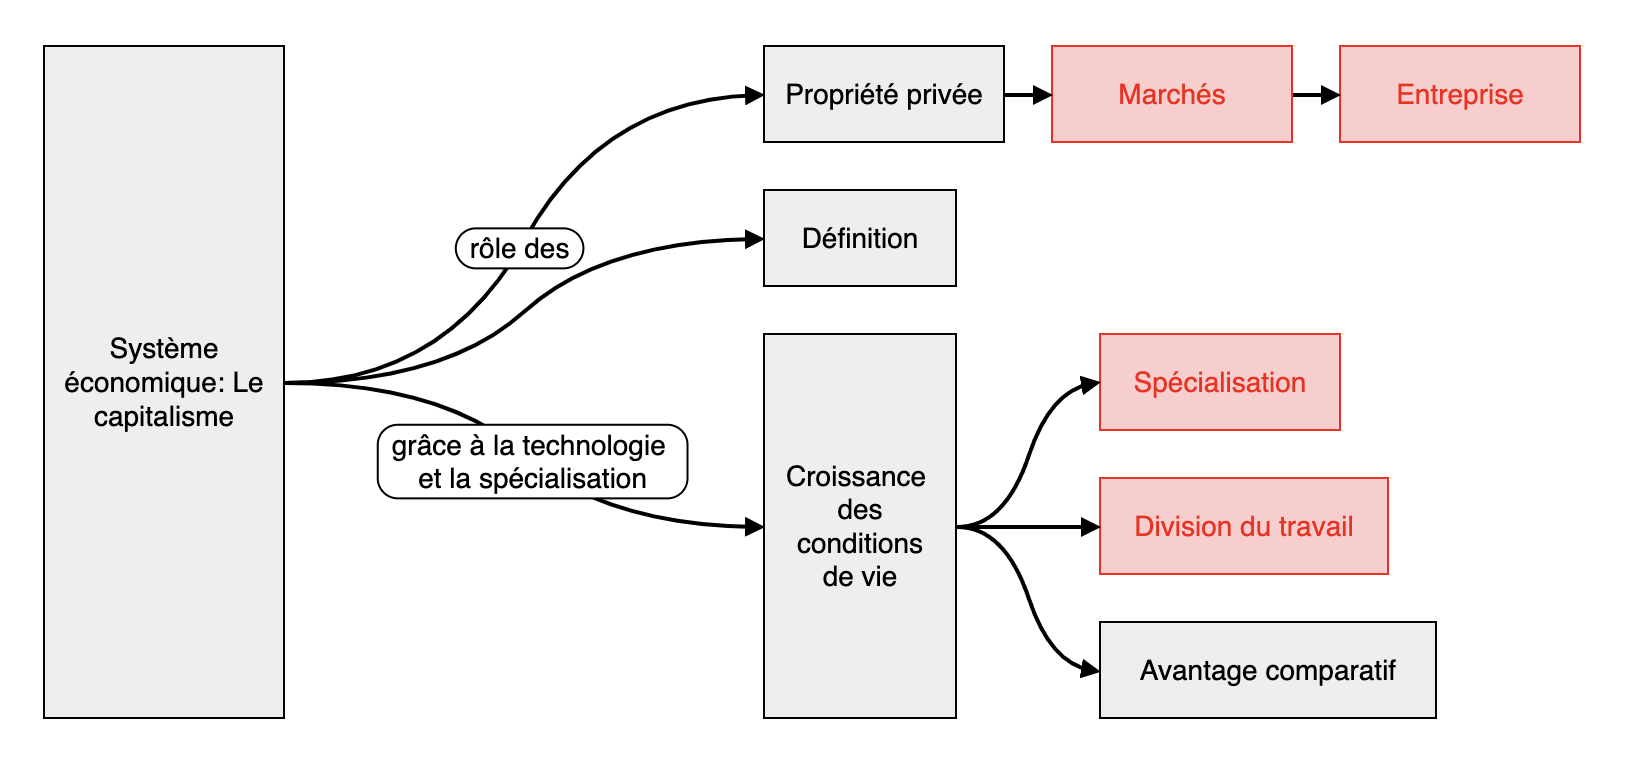 Système
économique: Le
capitalisme
rôle des
grâce à la technologie
et la spécialisation
Propriété privée
Marchés
Entreprise
Définition
Croissance
des
conditions
de vie
Spécialisation
Division du travail
Avantage comparatif